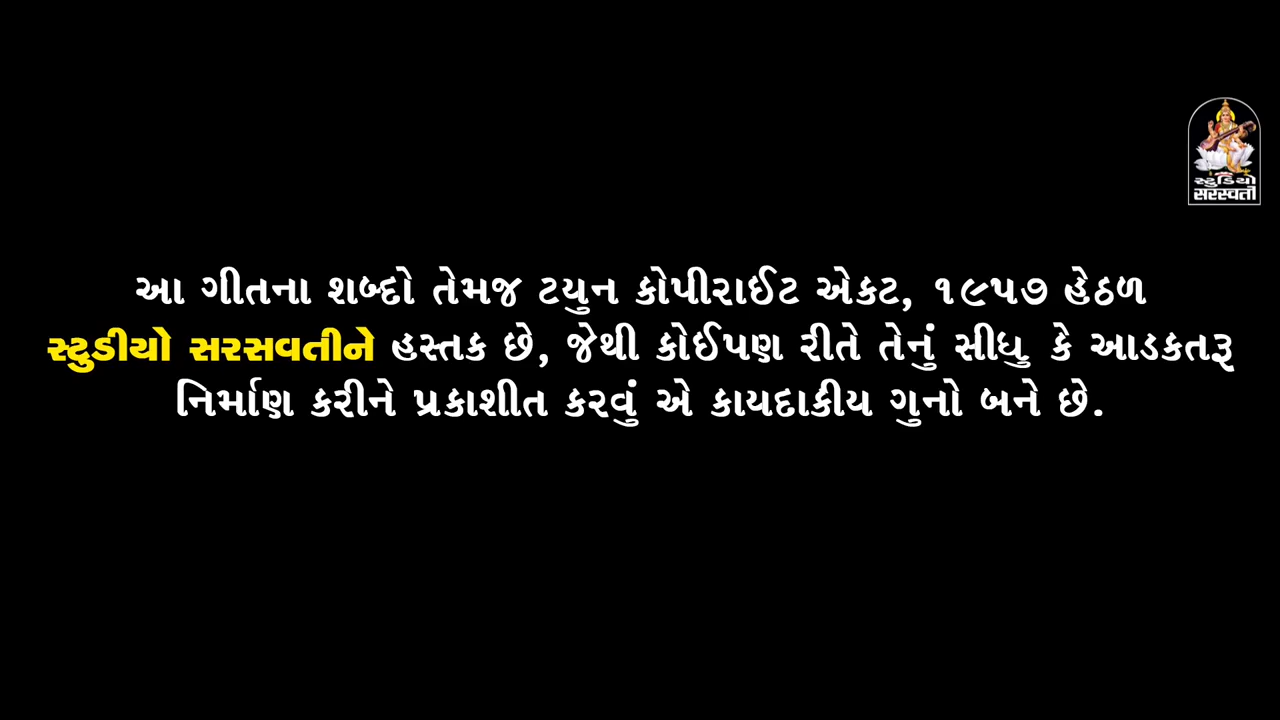 સ્ટુડિયો
સરસ્વતી
આ ગીતના શબ્દો તેમજ ટયુન કોપીરાઈટ એકટ, ૧૯૫૭ હેઠળ
સ્ટુડીયો સરસવતીને હસ્તક છે, જેથી કોઈપણ રીતે તેનું સીધુ કે આડકતરૂ
નિર્માણ કરીને પ્રકાશીત કરવું એ કાયદાકીય ગુનો બને છે.